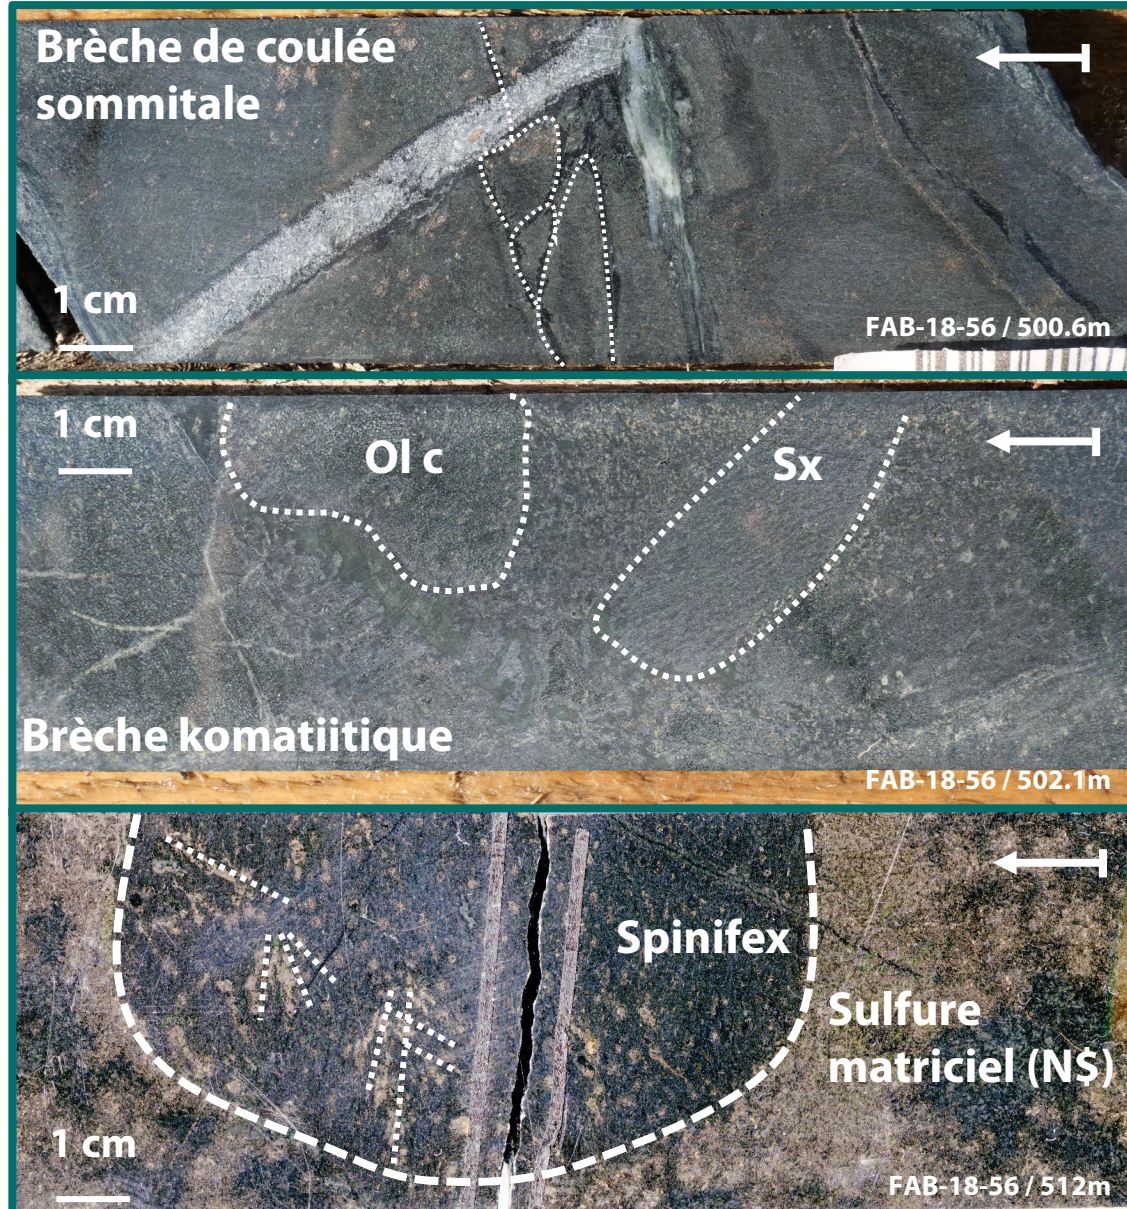 Brèche de coulée
sommitale
1 cm
FAB-18-56 / 500.6m
1 cm
Ol c
Sx
Brèche komatiitique
FAB-18-56 / 502.1m
Spinifex
Sulfure
matriciel (N$)
1 cm
FAB-18-56 / 512m